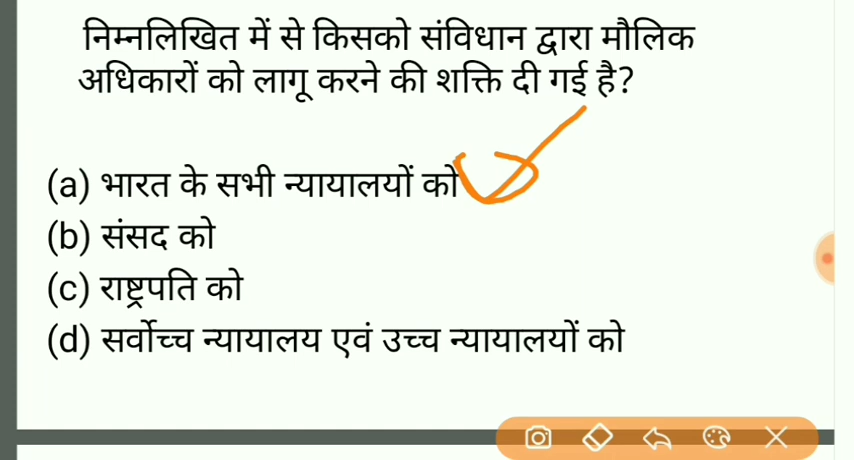 निम्नलिखित में से किसको संविधान द्वारा मौलिक
अधिकारों को लागू करने की शक्ति दी गई है?
(a) भारत के सभी न्यायालयों को
(b) संसद को
(c) राष्ट्रपति को
(d) सर्वोच्च न्यायालय एवं उच्च न्यायालयों को